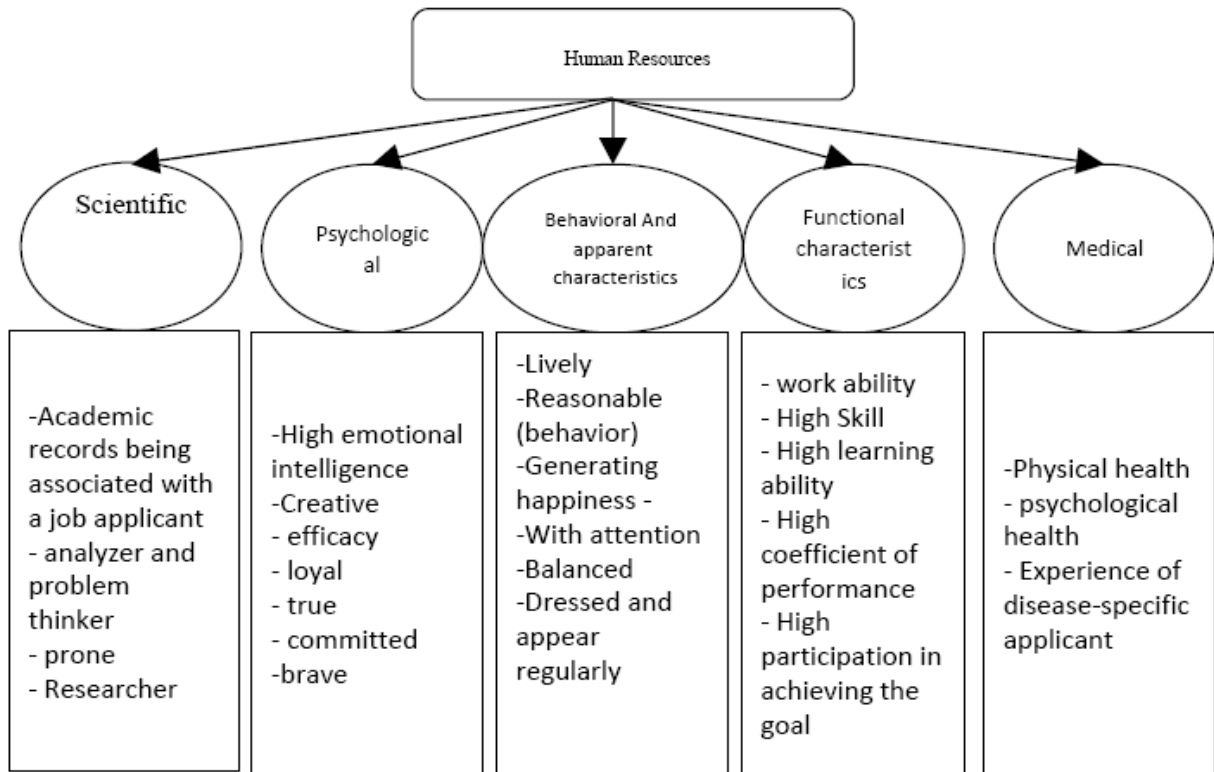 Human Resources
Scientific
Psychologic
al
Behavioral And
apparent
characteristics
Functional
characterist
ics
Medical
-Academic
records being
associated with
a job applicant
- analyzer and
problem
thinker
- prone
- Researcher
-High emotional
intelligence
-Creative
- efficacy
- loyal
- true
- committed
-brave
-Lively
-Reasonable
(behavior)
-Generating
happiness -
-With attention
-Balanced
-Dressed and
appear
regularly
- work ability
- High Skill
- High learning
ability
- High
coefficient of
performance
- High
participation in
achieving the
goal
-Physical health
- psychological
health
- Experience of
disease-specific
applicant